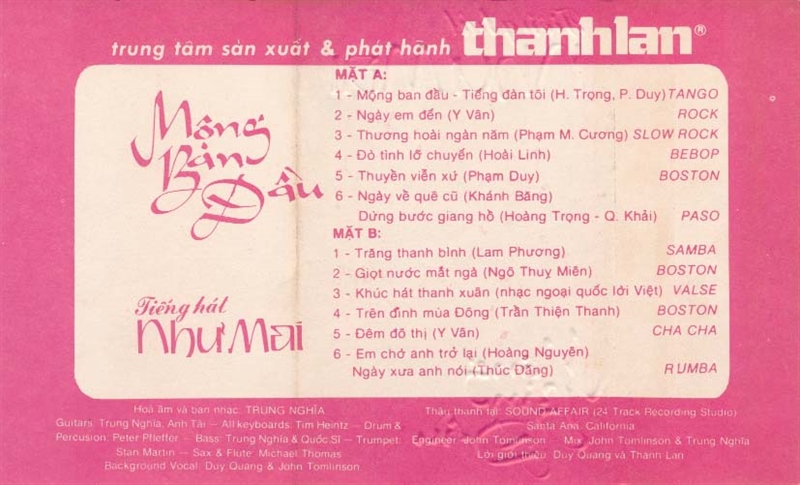 trung tâm sản xuất & phát hành thanhlan®
Mộng Ban Đầu
Tiếng hát
Như Mai
MẶT A:
1 - Mộng ban đầu - Tiếng đàn tôi (H. Trọng, P. Duy) TANGO
2 - Ngày em đến (Y Vân) ROCK
3 - Thương hoài ngàn năm (Phạm M. Cương) SLOW ROCK
4 - Đò tình lỡ chuyến (Hoài Linh) BEBOP
5 - Thuyền viễn xứ (Phạm Duy) BOSTON
6 - Ngày về quê cũ (Khánh Băng)
Dừng bước giang hồ (Hoàng Trọng - Q. Khải) PASO
MẶT B:
1 - Trăng thanh bình (Lam Phương) SAMBA
2 - Giọt nước mắt ngà (Ngô Thuỵ Miên) BOSTON
3 - Khúc hát thanh xuân (nhạc ngoại quốc lời Việt) VALSE
4 - Trên đỉnh mùa Đông (Trần Thiện Thanh) BOSTON
5 - Đêm đô thị (Y Vân) CHA CHA
6 - Em chớ anh trở lại (Hoàng Nguyên)
Ngày xưa anh nói (Thúc Đăng) RUMBA
Hoà âm và ban nhạc: TRUNG NGHĨA
Guitars: Trung Nghĩa, Anh Tài - All keyboards: Tim Heintz - Drum &
Percusion: Peter Pfleffer - Bass: Trung Nghĩa & Quốc Sĩ - Trumpet:
Stan Martin - Sax & Flute: Michael Thomas
Background Vocal: Duy Quang & John Tomlinson
Thâu thanh tại: SOUND AFFAIR (24 Track Recording Studio)
Santa Ana, California
Engineer: John Tomlinson - Mix: John Tomlinson & Trung Nghĩa
Lời giới thiệu: Duy Quang và Thanh Lan